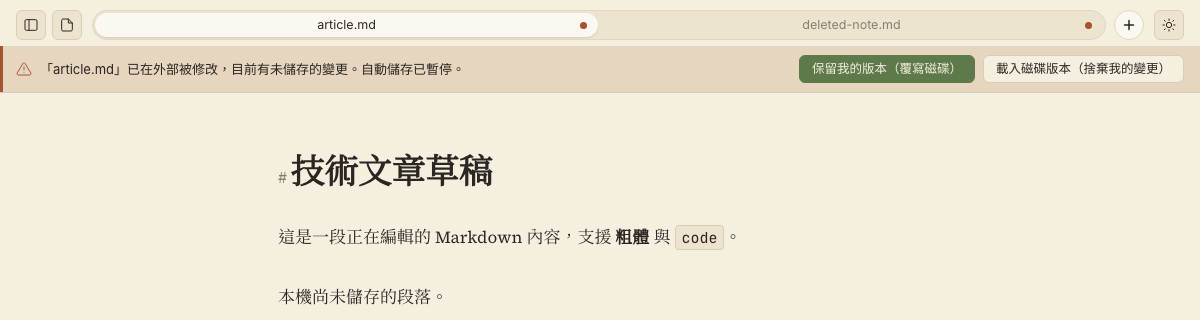 article.md
deleted-note.md
「article.md」已在外部被修改，目前有未儲存的變更。自動儲存已暫停。
保留我的版本（覆寫磁碟）
載入磁碟版本（捨棄我的變更）
# 技術文章草稿
這是一段正在編輯的 Markdown 內容，支援 粗體 與 code 。
本機尚未儲存的段落。